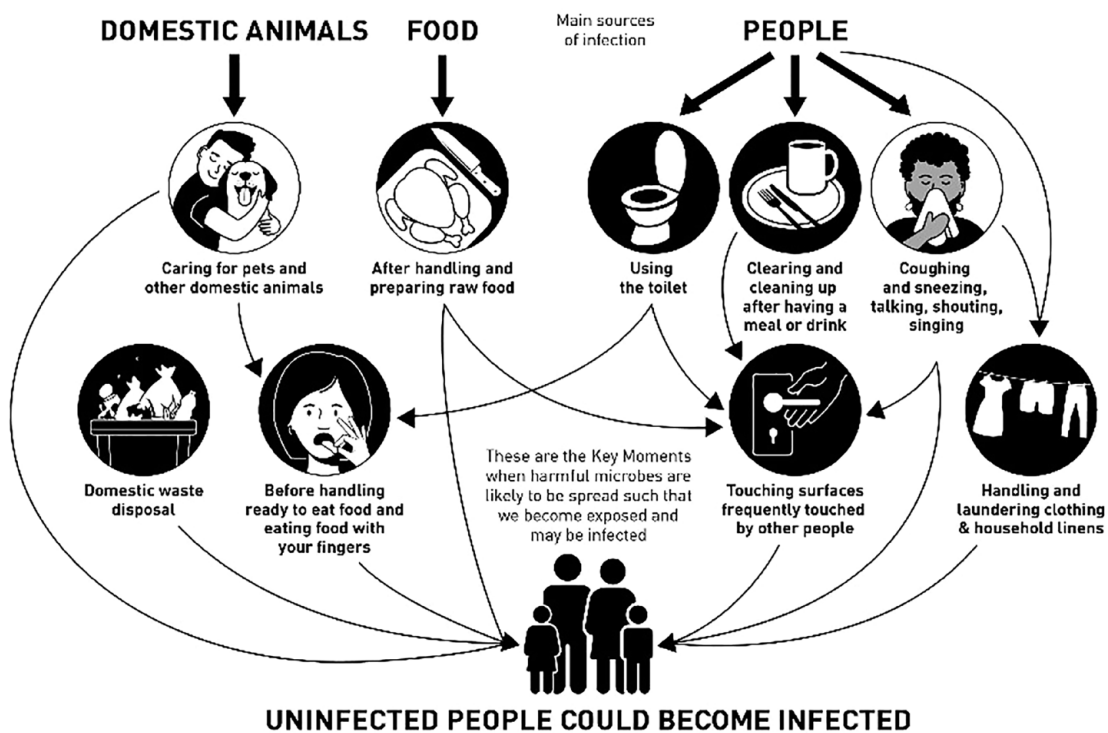 DOMESTIC ANIMALS
FOOD
Main sources
of infection
PEOPLE
Caring for pets and
other domestic animals
After handling and
preparing raw food
Using
the toilet
Clearing and
cleaning up
after having a
meal or drink
Coughing
and sneezing,
talking, shouting,
singing
Domestic waste
disposal
Before handling
ready to eat food and
eating food with
your fingers
These are the Key Moments
when harmful microbes are
likely to be spread such that
we become exposed and
may be infected
Touching surfaces
frequently touched
by other people
Handling and
laundering clothing
& household linens
UNINFECTED PEOPLE COULD BECOME INFECTED